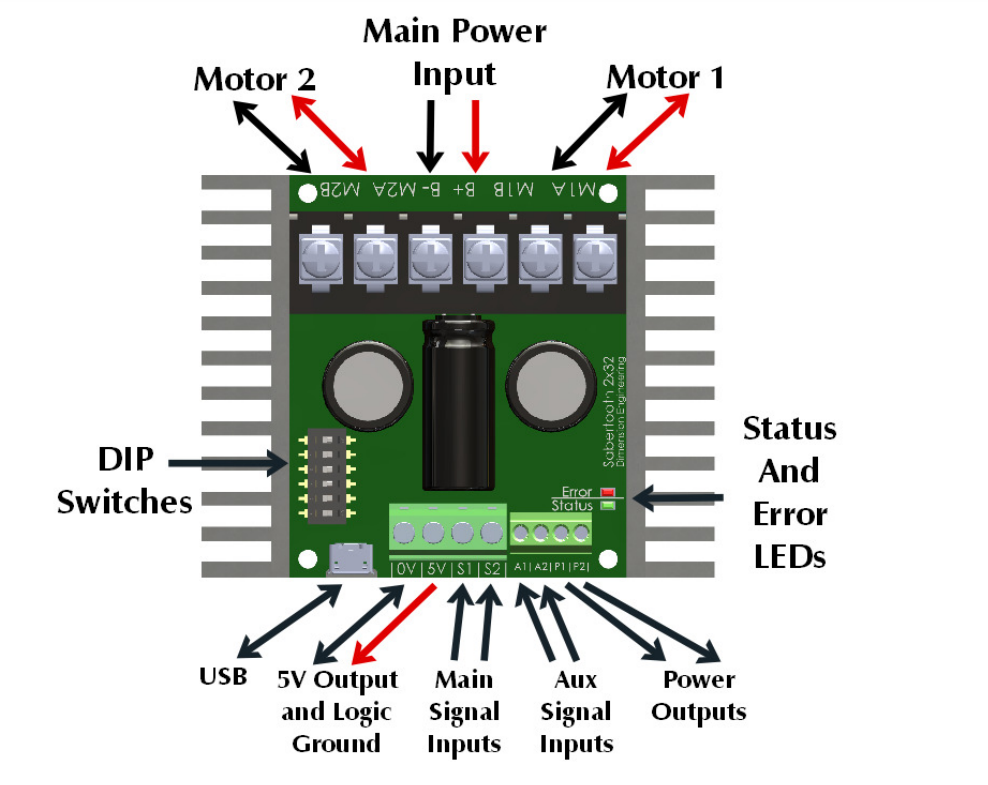 Main Power
Input
Motor 2
Motor 1
M2B
M2A
B-
B+
M1B
M1A
Sabertooth 2x32
Dimension Engineering
DIP
Switches
Status
And
Error
LEDs
Error
Status
|0V|5V|S1|S2|
A1|A2|P1|P2|
USB
5V Output
and Logic
Ground
Main
Signal
Inputs
Aux
Signal
Inputs
Power
Outputs